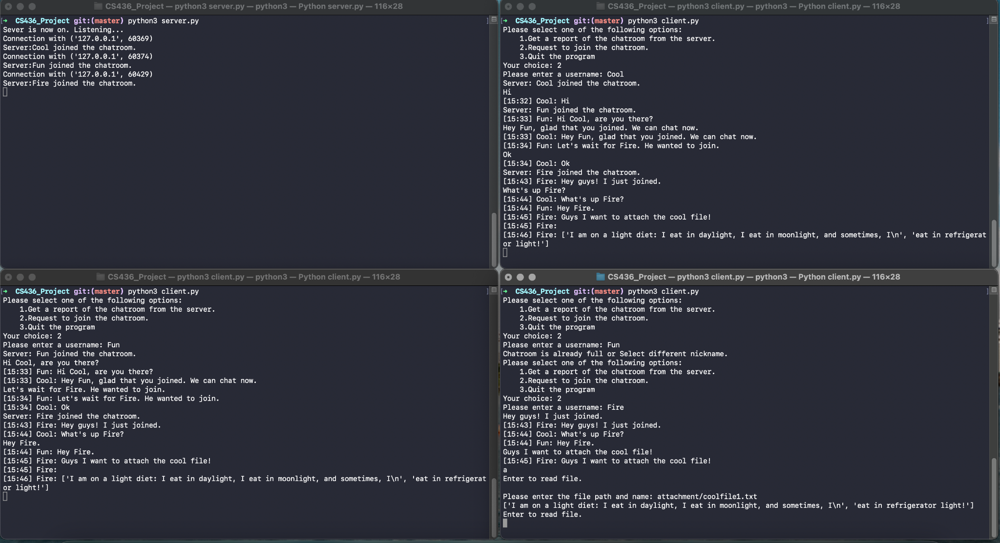 CS436_Project — python3 server.py — python3 — Python server.py — 116×28
[➜  CS436_Project git:(master) python3 server.py ]
Sever is now on. Listening...
Connection with ('127.0.0.1', 60369)
Server:Cool joined the chatroom.
Connection with ('127.0.0.1', 60374)
Server:Fun joined the chatroom.
Connection with ('127.0.0.1', 60429)
Server:Fire joined the chatroom.
CS436_Project — python3 client.py — python3 — Python client.py — 116×28
[➜  CS436_Project git:(master) python3 client.py ]
Please select one of the following options:
    1.Get a report of the chatroom from the server.
    2.Request to join the chatroom.
    3.Quit the program
Your choice: 2
Please enter a username: Cool
Server: Cool joined the chatroom.
Hi
[15:32] Cool: Hi
Server: Fun joined the chatroom.
[15:33] Fun: Hi Cool, are you there?
Hey Fun, glad that you joined. We can chat now.
[15:33] Cool: Hey Fun, glad that you joined. We can chat now.
[15:34] Fun: Let's wait for Fire. He wanted to join.
Ok
[15:34] Cool: Ok
Server: Fire joined the chatroom.
[15:43] Fire: Hey guys! I just joined.
What's up Fire?
[15:44] Cool: What's up Fire?
[15:44] Fun: Hey Fire.
[15:45] Fire: Guys I want to attach the cool file!
[15:45] Fire:
[15:46] Fire: ['I am on a light diet: I eat in daylight, I eat in moonlight, and sometimes, I\n', 'eat in refrigerat
or light!']
CS436_Project — python3 client.py — python3 — Python client.py — 116×28
[➜  CS436_Project git:(master) python3 client.py ]
Please select one of the following options:
    1.Get a report of the chatroom from the server.
    2.Request to join the chatroom.
    3.Quit the program
Your choice: 2
Please enter a username: Fun
Server: Fun joined the chatroom.
Hi Cool, are you there?
[15:33] Fun: Hi Cool, are you there?
[15:33] Cool: Hey Fun, glad that you joined. We can chat now.
Let's wait for Fire. He wanted to join.
[15:34] Fun: Let's wait for Fire. He wanted to join.
[15:34] Cool: Ok
Server: Fire joined the chatroom.
[15:43] Fire: Hey guys! I just joined.
[15:44] Cool: What's up Fire?
Hey Fire.
[15:44] Fun: Hey Fire.
[15:45] Fire: Guys I want to attach the cool file!
[15:45] Fire:
[15:46] Fire: ['I am on a light diet: I eat in daylight, I eat in moonlight, and sometimes, I\n', 'eat in refrigerat
or light!']
CS436_Project — python3 client.py — python3 — Python client.py — 116×28
[➜  CS436_Project git:(master) python3 client.py ]
Please select one of the following options:
    1.Get a report of the chatroom from the server.
    2.Request to join the chatroom.
    3.Quit the program
Your choice: 2
Please enter a username: Fun
Chatroom is already full or Select different nickname.
Please select one of the following options:
    1.Get a report of the chatroom from the server.
    2.Request to join the chatroom.
    3.Quit the program
Your choice: 2
Please enter a username: Fire
Hey guys! I just joined.
[15:43] Fire: Hey guys! I just joined.
[15:44] Cool: What's up Fire?
[15:44] Fun: Hey Fire.
Guys I want to attach the cool file!
[15:45] Fire: Guys I want to attach the cool file!
a
Enter to read file.
Please enter the file path and name: attachment/coolfile1.txt
['I am on a light diet: I eat in daylight, I eat in moonlight, and sometimes, I\n', 'eat in refrigerator light!']
Enter to read file.